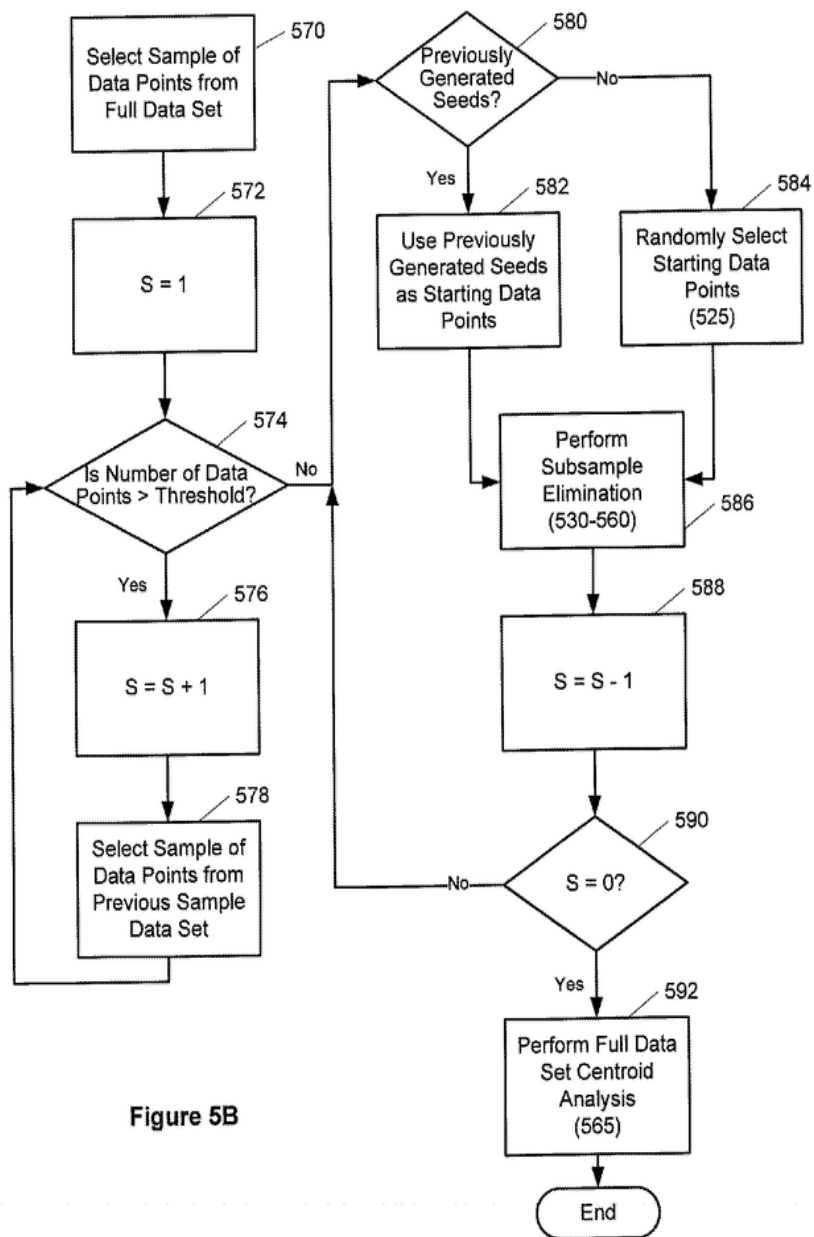 570
Select Sample of
Data Points from
Full Data Set
572
S = 1
574
Is Number of Data
Points > Threshold?
No
Yes
576
S = S + 1
578
Select Sample of
Data Points from
Previous Sample
Data Set
580
Previously
Generated
Seeds?
No
Yes
582
Use Previously
Generated Seeds
as Starting Data
Points
584
Randomly Select
Starting Data
Points
(525)
Perform
Subsample
Elimination
(530-560)
586
588
S = S - 1
590
S = 0?
No
Yes
592
Perform Full Data
Set Centroid
Analysis
(565)
End
Figure 5B